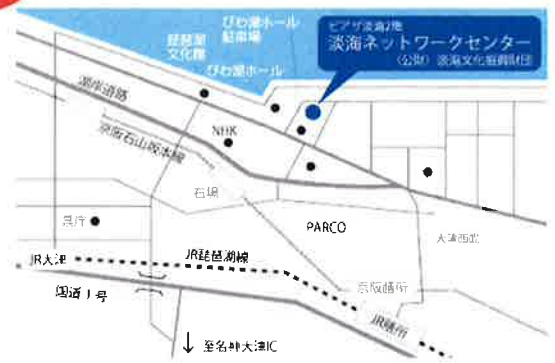 びわ湖ホール
駐車場
琵琶湖
文化館
びわ湖ホール
ピアザ淡海2階
淡海ネットワークセンター
(公財) 淡海文化振興財団
湖岸道路
NHK
京阪石山坂本線
石場
県庁
PARCO
大津西武
JR大津
JR琵琶湖線
京阪膳所
国道1号
JR膳所
至名神大津IC